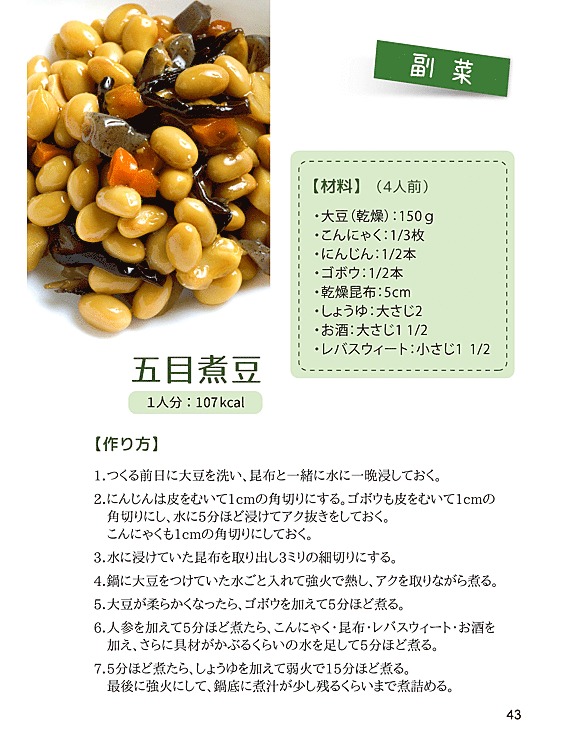 副 菜
【材料】（4人前）
・大豆（乾燥）：150ｇ
・こんにゃく：1/3枚
・にんじん：1/2本
・ゴボウ：1/2本
・乾燥昆布：5cm
・しょうゆ：大さじ2
・お酒：大さじ1 1/2
・レバスウィート：小さじ1 1/2
五目煮豆
１人分：107kcal
【作り方】
1.つくる前日に大豆を洗い、昆布と一緒に水に一晩浸しておく。
2.にんじんは皮をむいて1cmの角切りにする。ゴボウも皮をむいて1cmの
角切りにし、水に5分ほど浸けてアク抜きをしておく。
こんにゃくも1cmの角切りにしておく。
3.水に浸けていた昆布を取り出し3ミリの細切りにする。
4.鍋に大豆をつけていた水ごと入れて強火で熱し、アクを取りながら煮る。
5.大豆が柔らかくなったら、ゴボウを加えて5分ほど煮る。
6.人参を加えて5分ほど煮たら、こんにゃく・昆布・レバスウィート・お酒を
加え、さらに具材がかぶるくらいの水を足して5分ほど煮る。
7.5分ほど煮たら、しょうゆを加えて弱火で15分ほど煮る。
最後に強火にして、鍋底に煮汁が少し残るくらいまで煮詰める。
43